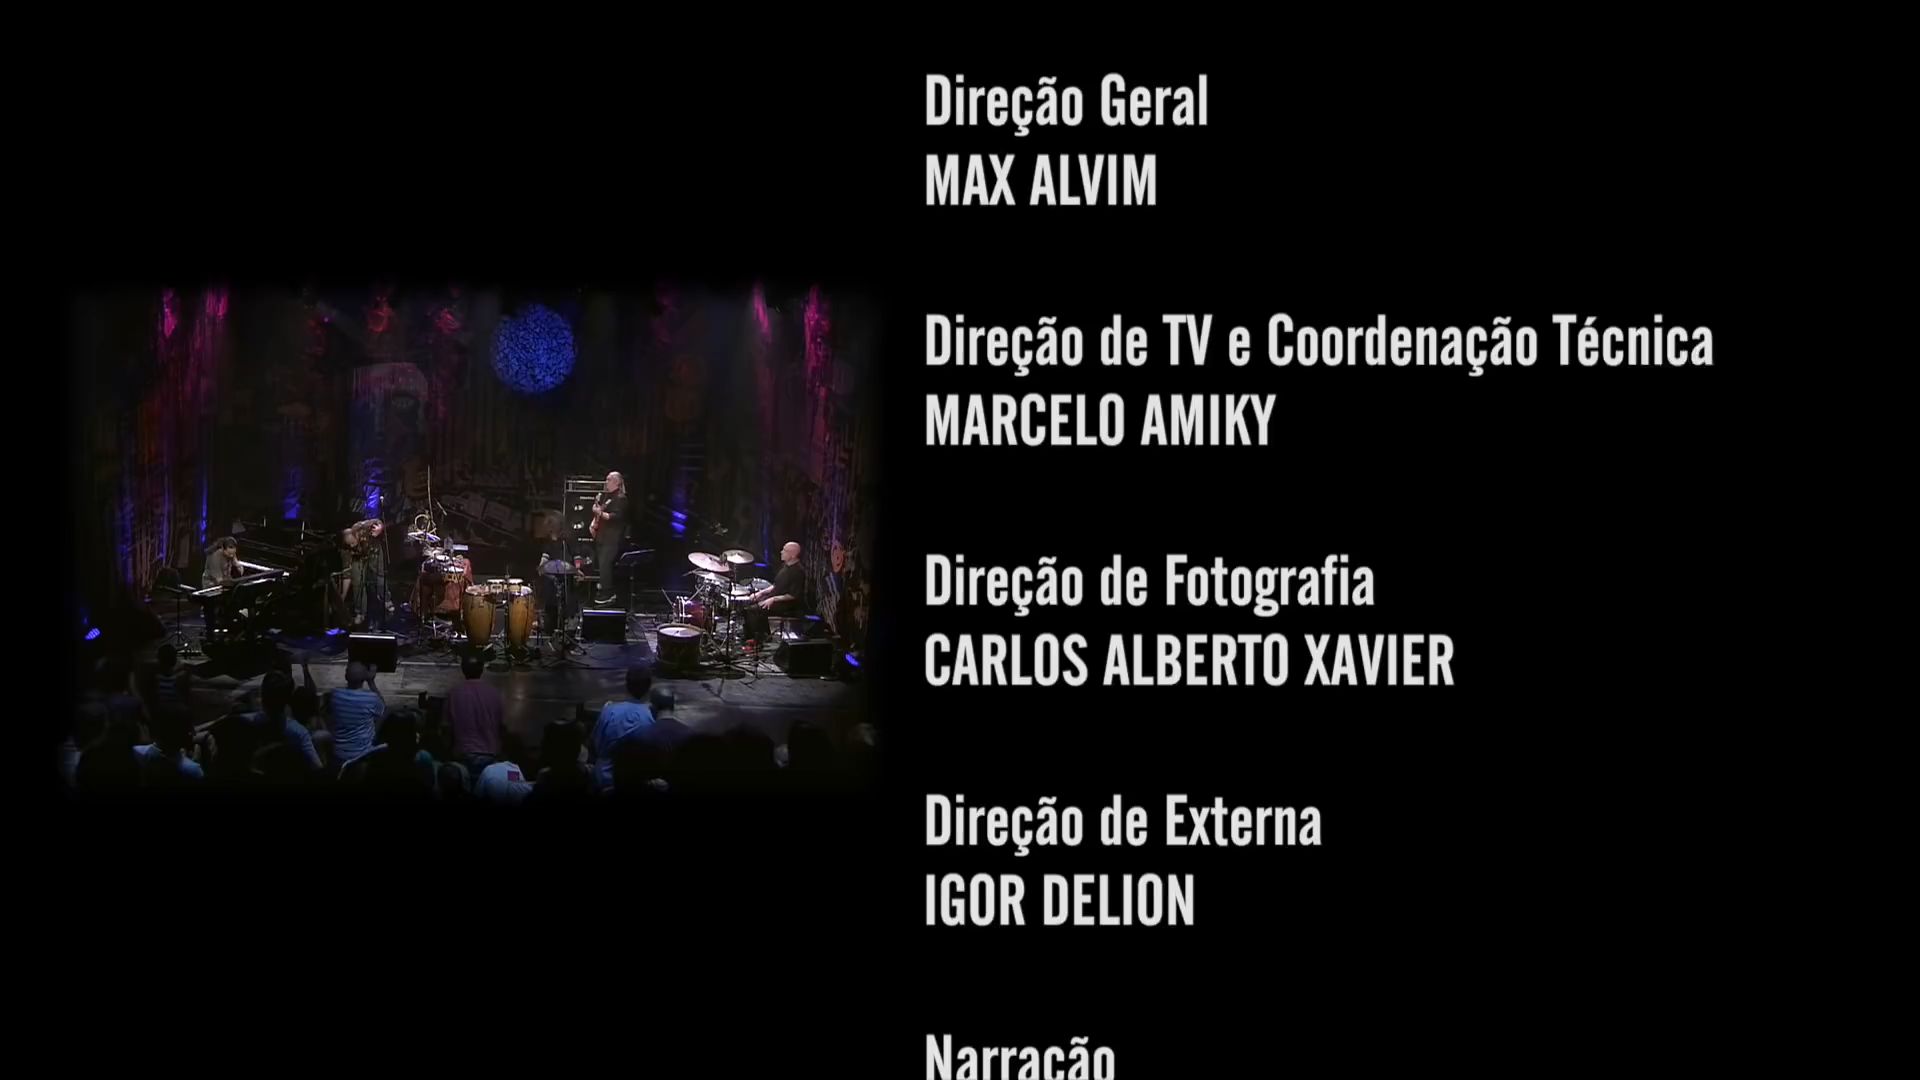 Direção Geral
MAX ALVIM
Direção de TV e Coordenação Técnica
MARCELO AMIKY
Direção de Fotografia
CARLOS ALBERTO XAVIER
Direção de Externa
IGOR DELION
Narração